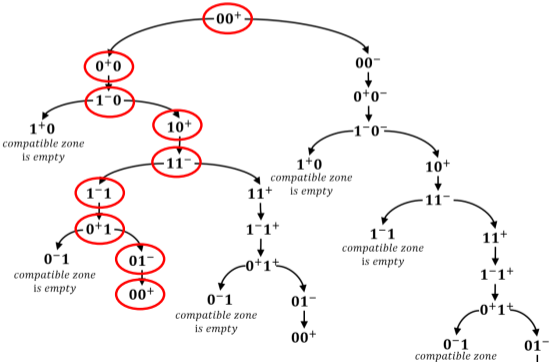 00⁺
0⁺0
00⁻
1⁻0
0⁺0⁻
1⁺0
compatible zone
is empty
10⁺
1⁻0⁻
11⁻
1⁺0
compatible zone
is empty
10⁺
1⁻1
11⁺
11⁻
0⁺1
1⁻1⁺
1⁻1
compatible zone
is empty
11⁺
0⁻1
compatible zone
is empty
01⁻
0⁺1⁺
1⁻1⁺
00⁺
0⁻1
compatible zone
is empty
01⁻
0⁺1⁺
00⁺
0⁻1
compatible zone
01⁻